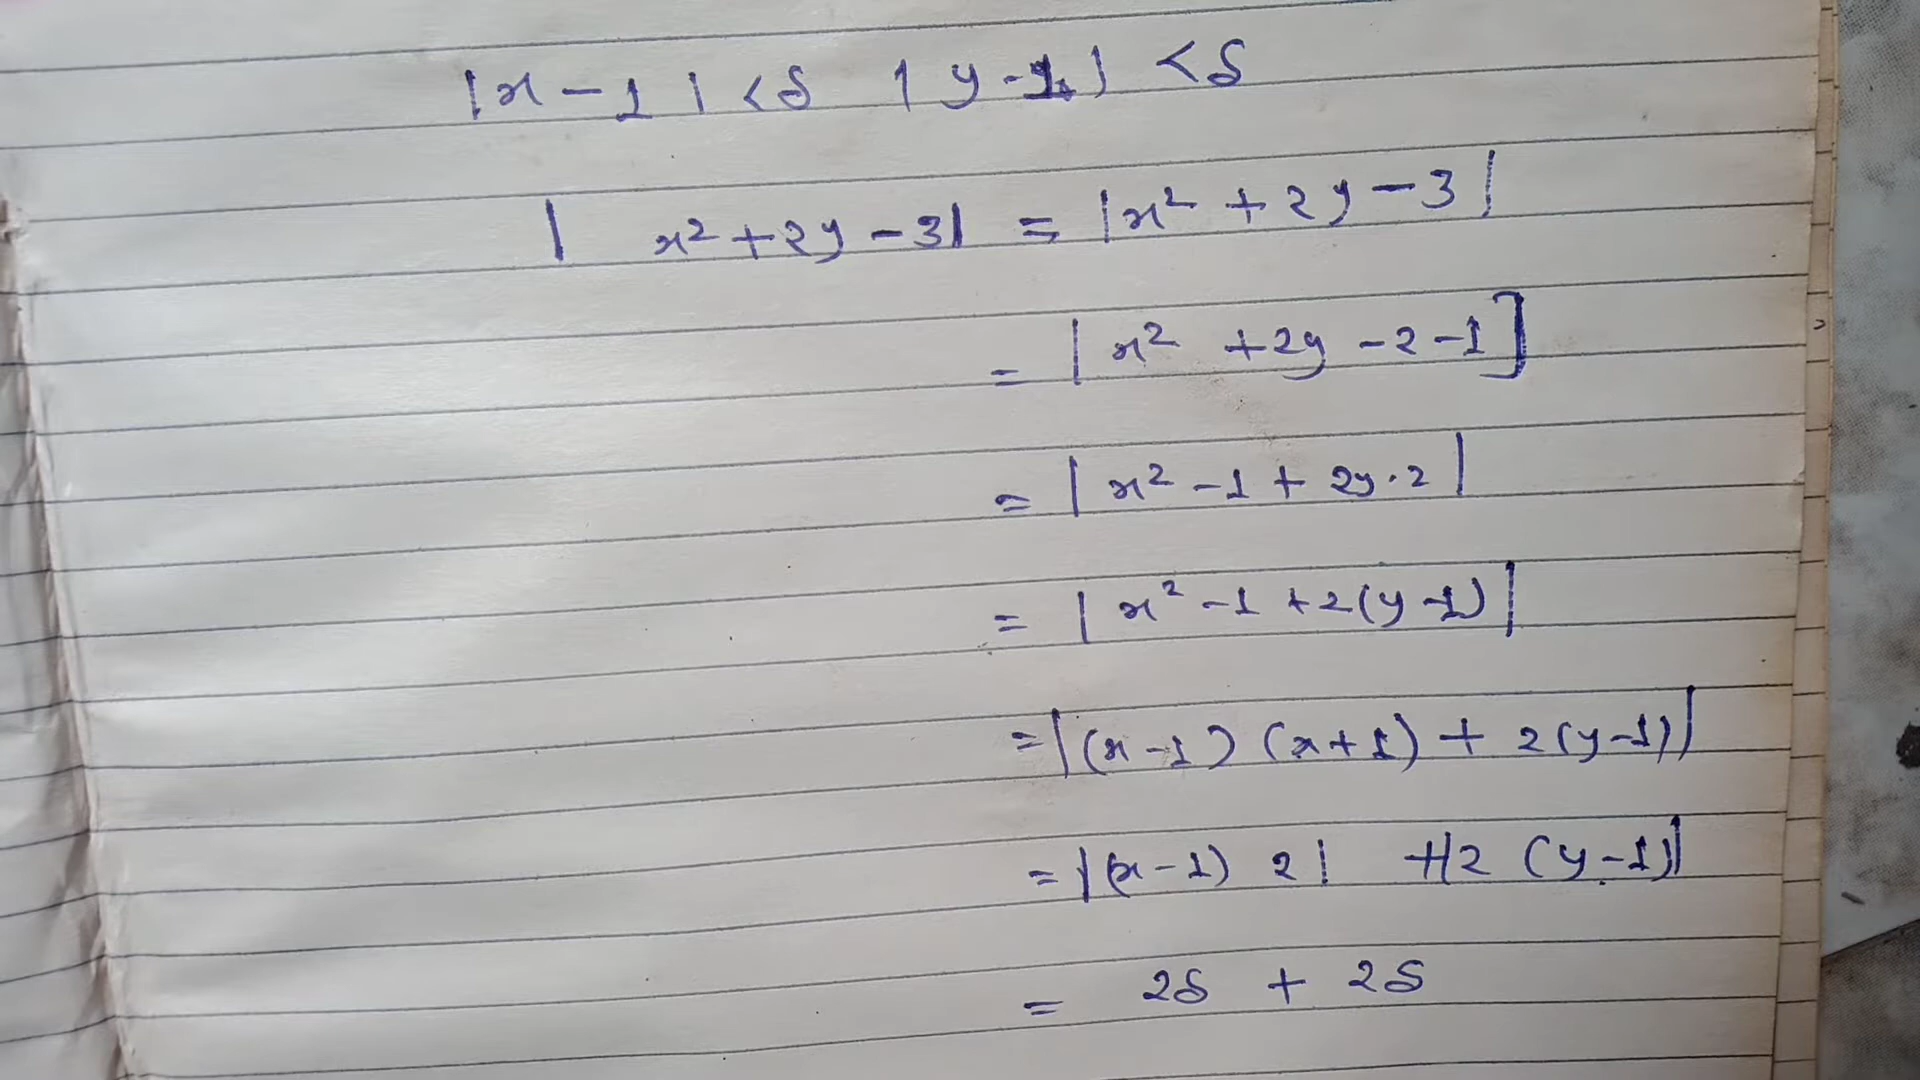 |x - 1| < δ |y - 1| < δ
| x² + 2y - 3| = |x² + 2y - 3|
= | x² + 2y - 2 - 1]
= | x² - 1 + 2y · 2 |
= | x² - 1 + 2(y - 1) |
= |(x - 1) (x + 1) + 2(y - 1)|
= |(x - 1) 2| + |2 (y - 1)|
= 2δ + 2δ